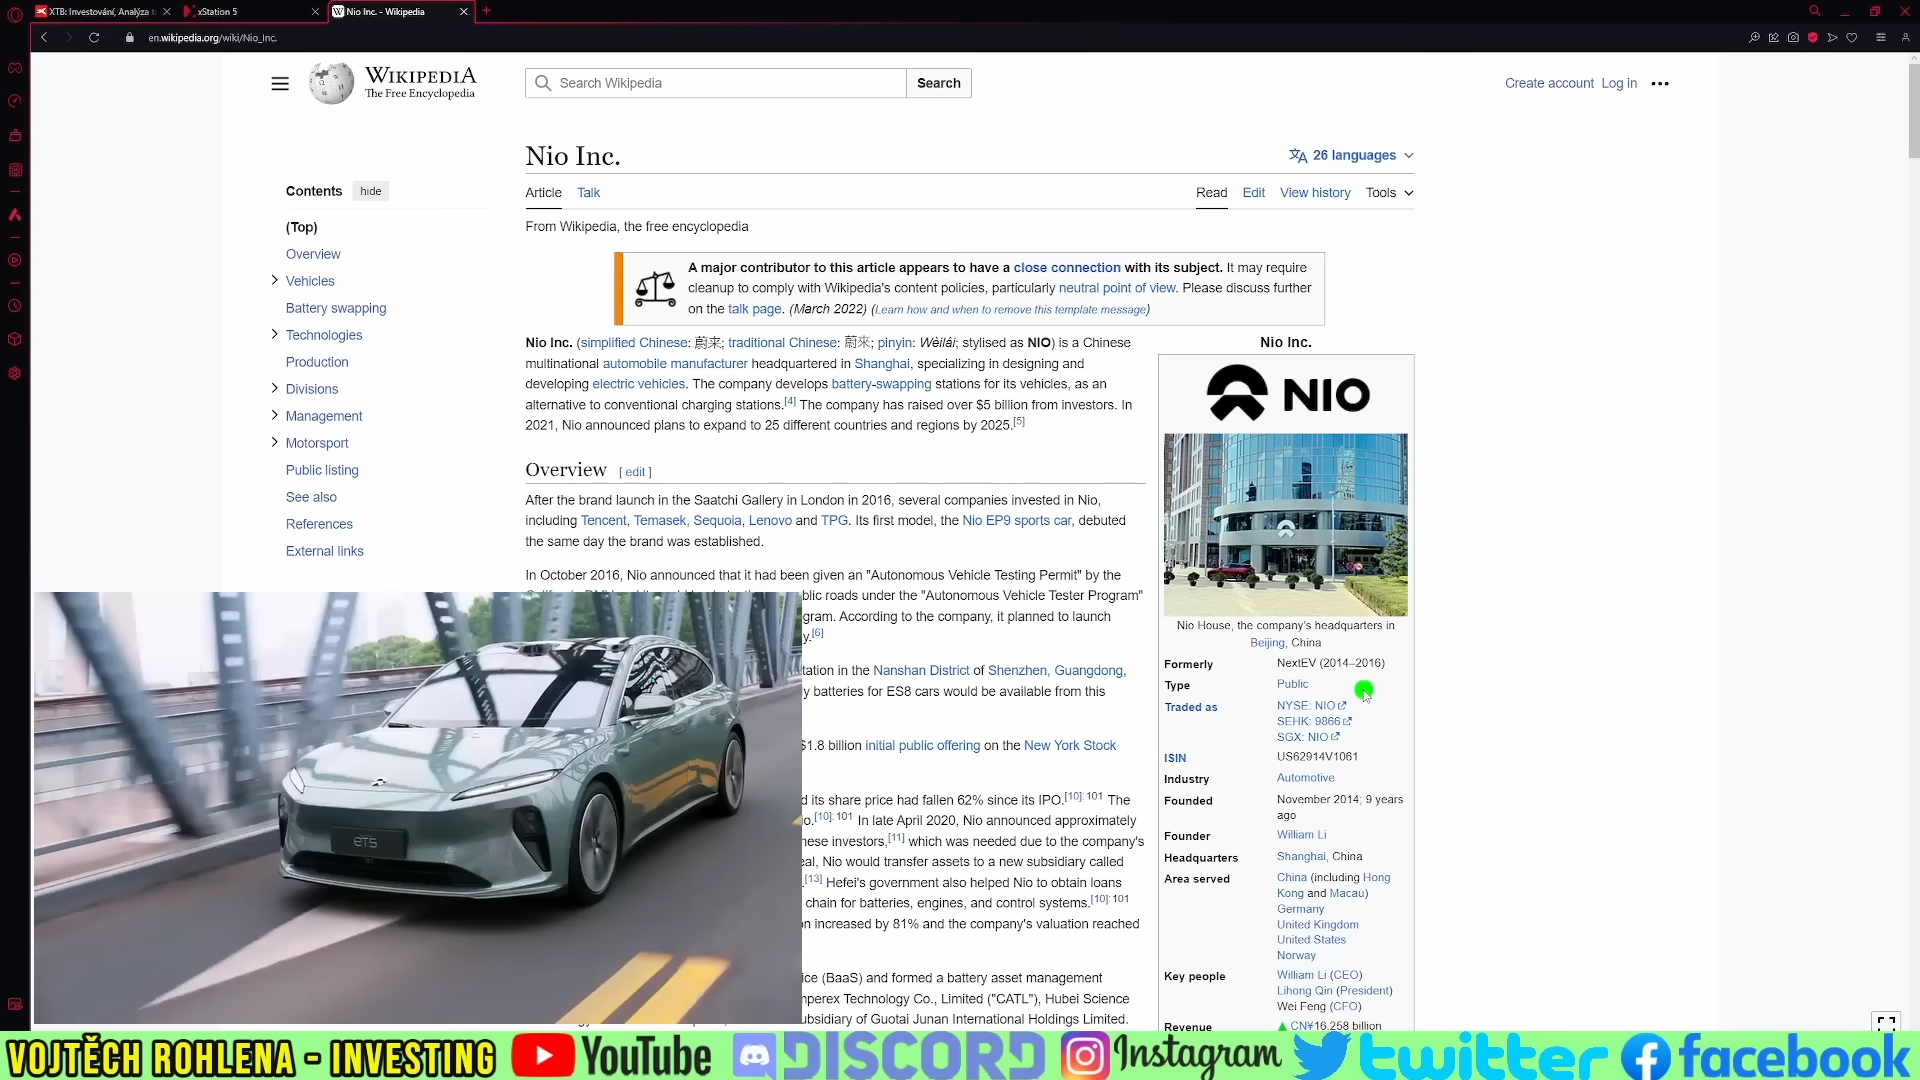 XTB: Investování, Analýza t
xStation 5
Nio Inc. - Wikipedia
en.wikipedia.org/wiki/Nio_Inc.
WIKIPEDIA
The Free Encyclopedia
Search Wikipedia
Search
Create account Log in
Nio Inc.
26 languages
Contents hide
Article Talk
Read Edit View history Tools
(Top)
Overview
Vehicles
Battery swapping
Technologies
Production
Divisions
Management
Motorsport
Public listing
See also
References
External links
From Wikipedia, the free encyclopedia
A major contributor to this article appears to have a close connection with its subject. It may require
cleanup to comply with Wikipedia's content policies, particularly neutral point of view. Please discuss further
on the talk page. (March 2022) (Learn how and when to remove this template message)
Nio Inc. (simplified Chinese: 蔚来; traditional Chinese: 蔚來; pinyin: Wèilái; stylised as NIO) is a Chinese
multinational automobile manufacturer headquartered in Shanghai, specializing in designing and
developing electric vehicles. The company develops battery-swapping stations for its vehicles, as an
alternative to conventional charging stations.[4] The company has raised over $5 billion from investors. In
2021, Nio announced plans to expand to 25 different countries and regions by 2025.[5]
Overview [ edit ]
After the brand launch in the Saatchi Gallery in London in 2016, several companies invested in Nio,
including Tencent, Temasek, Sequoia, Lenovo and TPG. Its first model, the Nio EP9 sports car, debuted
the same day the brand was established.
In October 2016, Nio announced that it had been given an "Autonomous Vehicle Testing Permit" by the
blic roads under the "Autonomous Vehicle Tester Program"
gram. According to the company, it planned to launch
y.[6]
tation in the Nanshan District of Shenzhen, Guangdong,
y batteries for ES8 cars would be available from this
$1.8 billion initial public offering on the New York Stock
d its share price had fallen 62% since its IPO.[10]: 101 The
o.[10]: 101 In late April 2020, Nio announced approximately
nese investors,[11] which was needed due to the company's
eal, Nio would transfer assets to a new subsidiary called
.[13] Hefei's government also helped Nio to obtain loans
chain for batteries, engines, and control systems.[10]: 101
n increased by 81% and the company's valuation reached
ice (BaaS) and formed a battery asset management
mperex Technology Co., Limited ("CATL"), Hubei Science
ubsidiary of Guotai Junan International Holdings Limited.
Nio Inc.
NIO
Nio House, the company's headquarters in
Beijing, China
Formerly NextEV (2014–2016)
Type Public
Traded as NYSE: NIO
SEHK: 9866
SGX: NIO
ISIN US62914V1061
Industry Automotive
Founded November 2014; 9 years
ago
Founder William Li
Headquarters Shanghai, China
Area served China (including Hong
Kong and Macau)
Germany
United Kingdom
United States
Norway
Key people William Li (CEO)
Lihong Qin (President)
Wei Feng (CFO)
Revenue CN¥16.258 billion
eT5
VOJTĚCH ROHLENA - INVESTING YouTube DISCORD Instagram twitter facebook